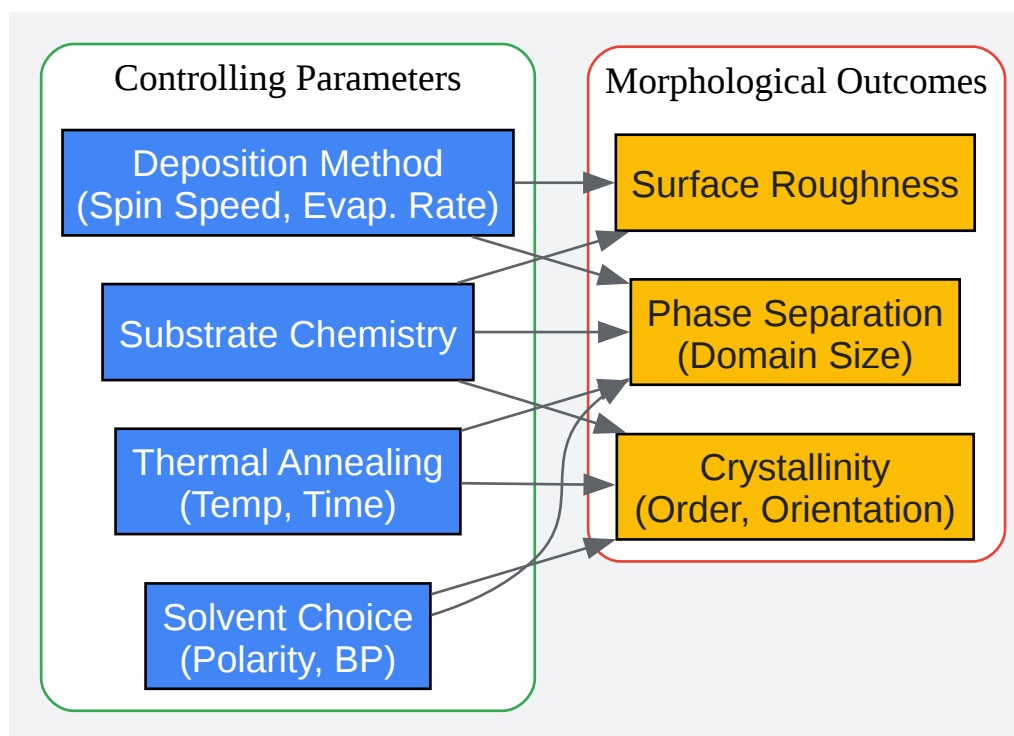 Controlling Parameters
Deposition Method
(Spin Speed, Evap. Rate)
Substrate Chemistry
Thermal Annealing
(Temp, Time)
Solvent Choice
(Polarity, BP)
Morphological Outcomes
Surface Roughness
Phase Separation
(Domain Size)
Crystallinity
(Order, Orientation)